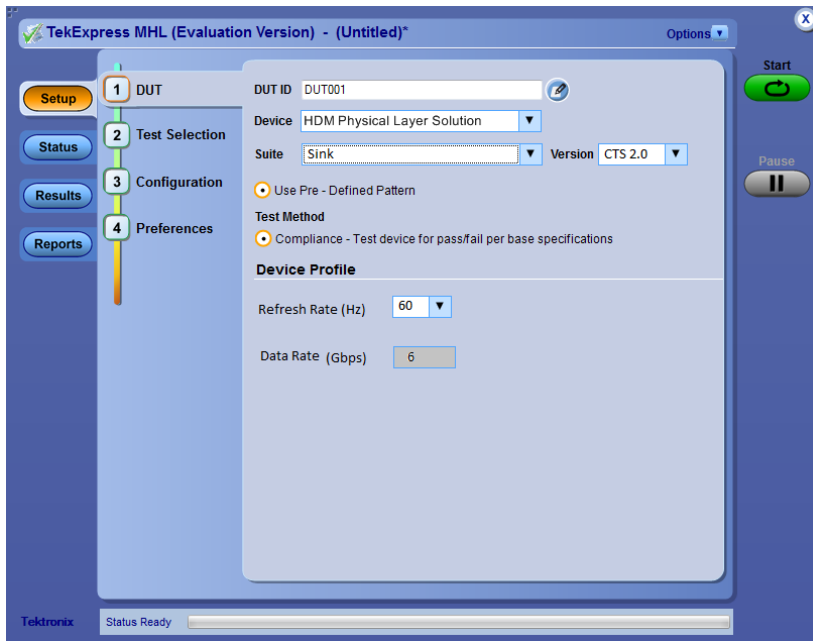 TekExpress MHL (Evaluation Version) - (Untitled)*
Options
X
Start
Pause
Setup
Status
Results
Reports
1 DUT
2 Test Selection
3 Configuration
4 Preferences
DUT ID DUT001
Device HDM Physical Layer Solution
Suite Sink Version CTS 2.0
Use Pre - Defined Pattern
Test Method
Compliance - Test device for pass/fail per base specifications
Device Profile
Refresh Rate (Hz) 60
Data Rate (Gbps) 6
Tektronix
Status Ready